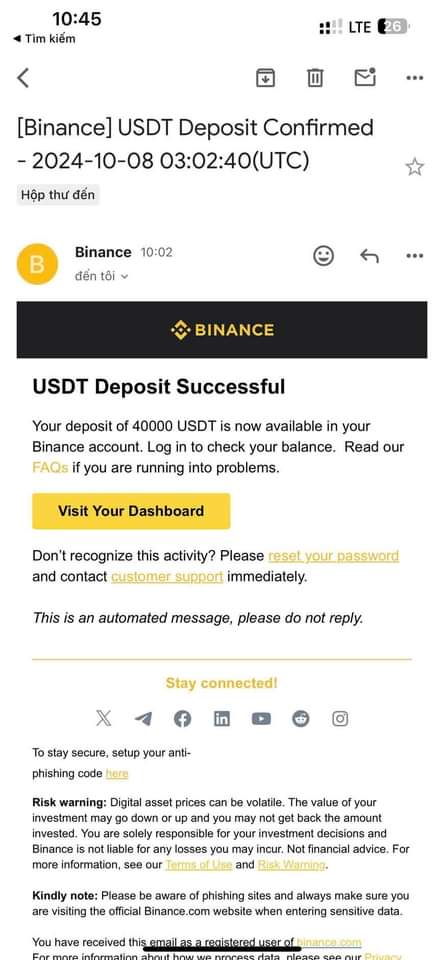 10:45
LTE 26
◄ Tìm kiếm
[Binance] USDT Deposit Confirmed
- 2024-10-08 03:02:40(UTC)
Hộp thư đến
B
Binance 10:02
đến tôi
BINANCE
USDT Deposit Successful
Your deposit of 40000 USDT is now available in your
Binance account. Log in to check your balance. Read our
FAQs if you are running into problems.
Visit Your Dashboard
Don't recognize this activity? Please reset your password
and contact customer support immediately.
This is an automated message, please do not reply.
Stay connected!
To stay secure, setup your anti-
phishing code here
Risk warning: Digital asset prices can be volatile. The value of your
investment may go down or up and you may not get back the amount
invested. You are solely responsible for your investment decisions and
Binance is not liable for any losses you may incur. Not financial advice. For
more information, see our Terms of Use and Risk Warning.
Kindly note: Please be aware of phishing sites and always make sure you
are visiting the official Binance.com website when entering sensitive data.
You have received this email as a registered user of binance.com
For more information about how we process data, please see our Privacy